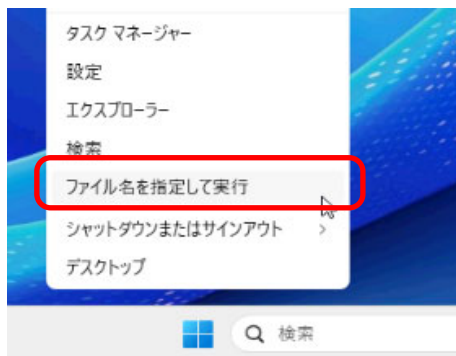 タスク マネージャー
設定
エクスプローラー
検索
ファイル名を指定して実行
シャットダウンまたはサインアウト
デスクトップ
検索